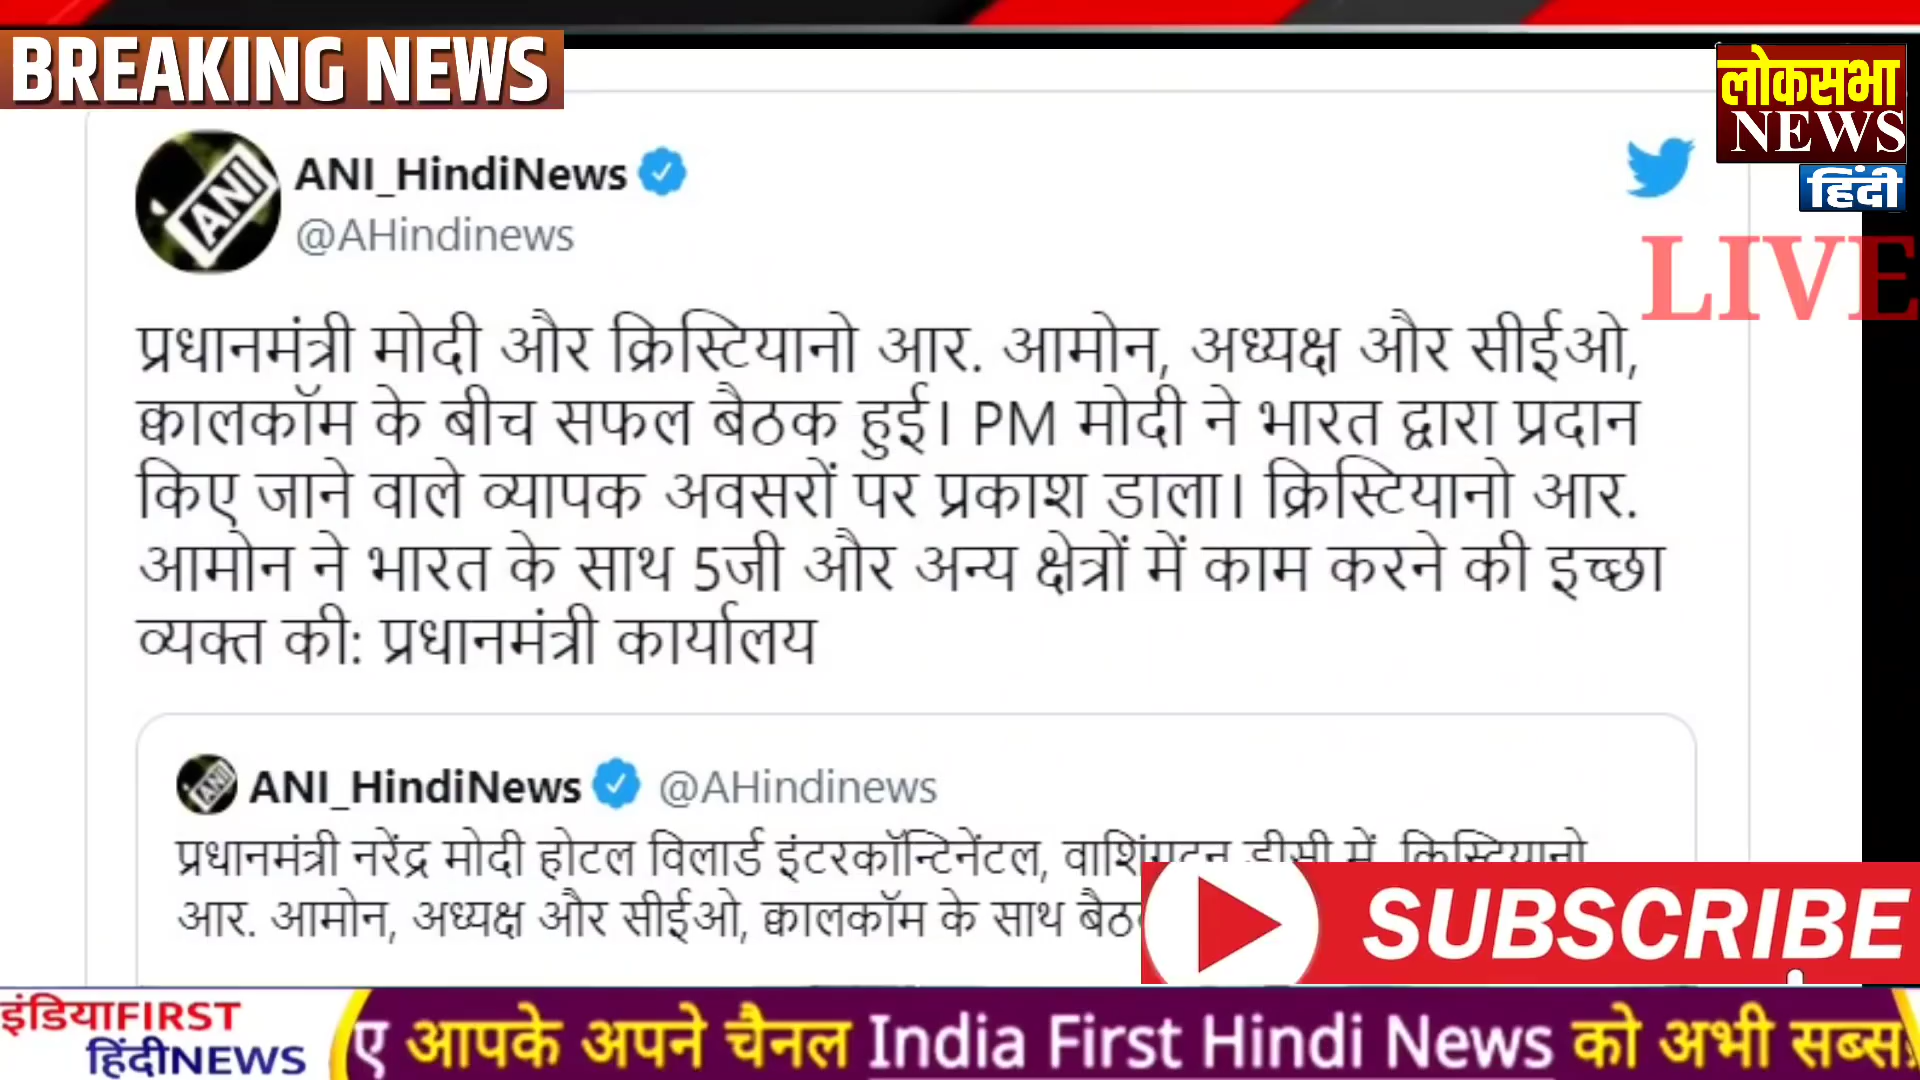 BREAKING NEWS
लोकसभा
NEWS
हिंदी
LIVE
ANI_HindiNews
@AHindinews
प्रधानमंत्री मोदी और क्रिस्टियानो आर. आमोन, अध्यक्ष और सीईओ,
क्वालकॉम के बीच सफल बैठक हुई। PM मोदी ने भारत द्वारा प्रदान
किए जाने वाले व्यापक अवसरों पर प्रकाश डाला। क्रिस्टियानो आर.
आमोन ने भारत के साथ 5जी और अन्य क्षेत्रों में काम करने की इच्छा
व्यक्त की: प्रधानमंत्री कार्यालय
ANI_HindiNews @AHindinews
प्रधानमंत्री नरेंद्र मोदी होटल विलार्ड इंटरकॉन्टिनेंटल, वाशिंगटन डीसी में, क्रिस्टियानो
आर. आमोन, अध्यक्ष और सीईओ, क्वालकॉम के साथ
SUBSCRIBE
इंडियाFIRST
हिंदीNEWS
ए आपके अपने चैनल India First Hindi News को अभी सब्स